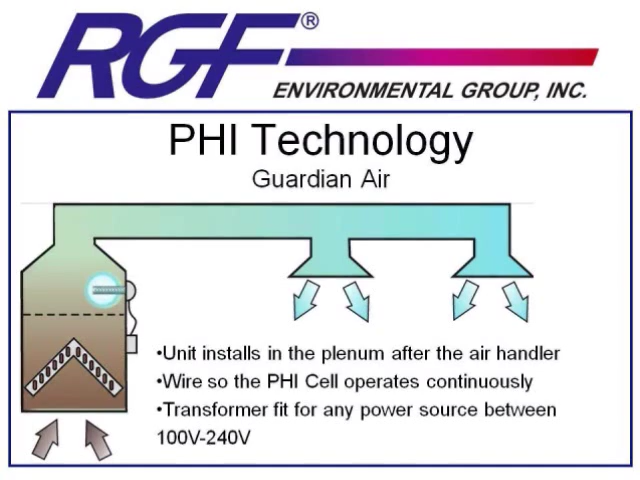 RGF®
ENVIRONMENTAL GROUP, INC.
PHI Technology
Guardian Air
•Unit installs in the plenum after the air handler
•Wire so the PHI Cell operates continuously
•Transformer fit for any power source between
100V-240V